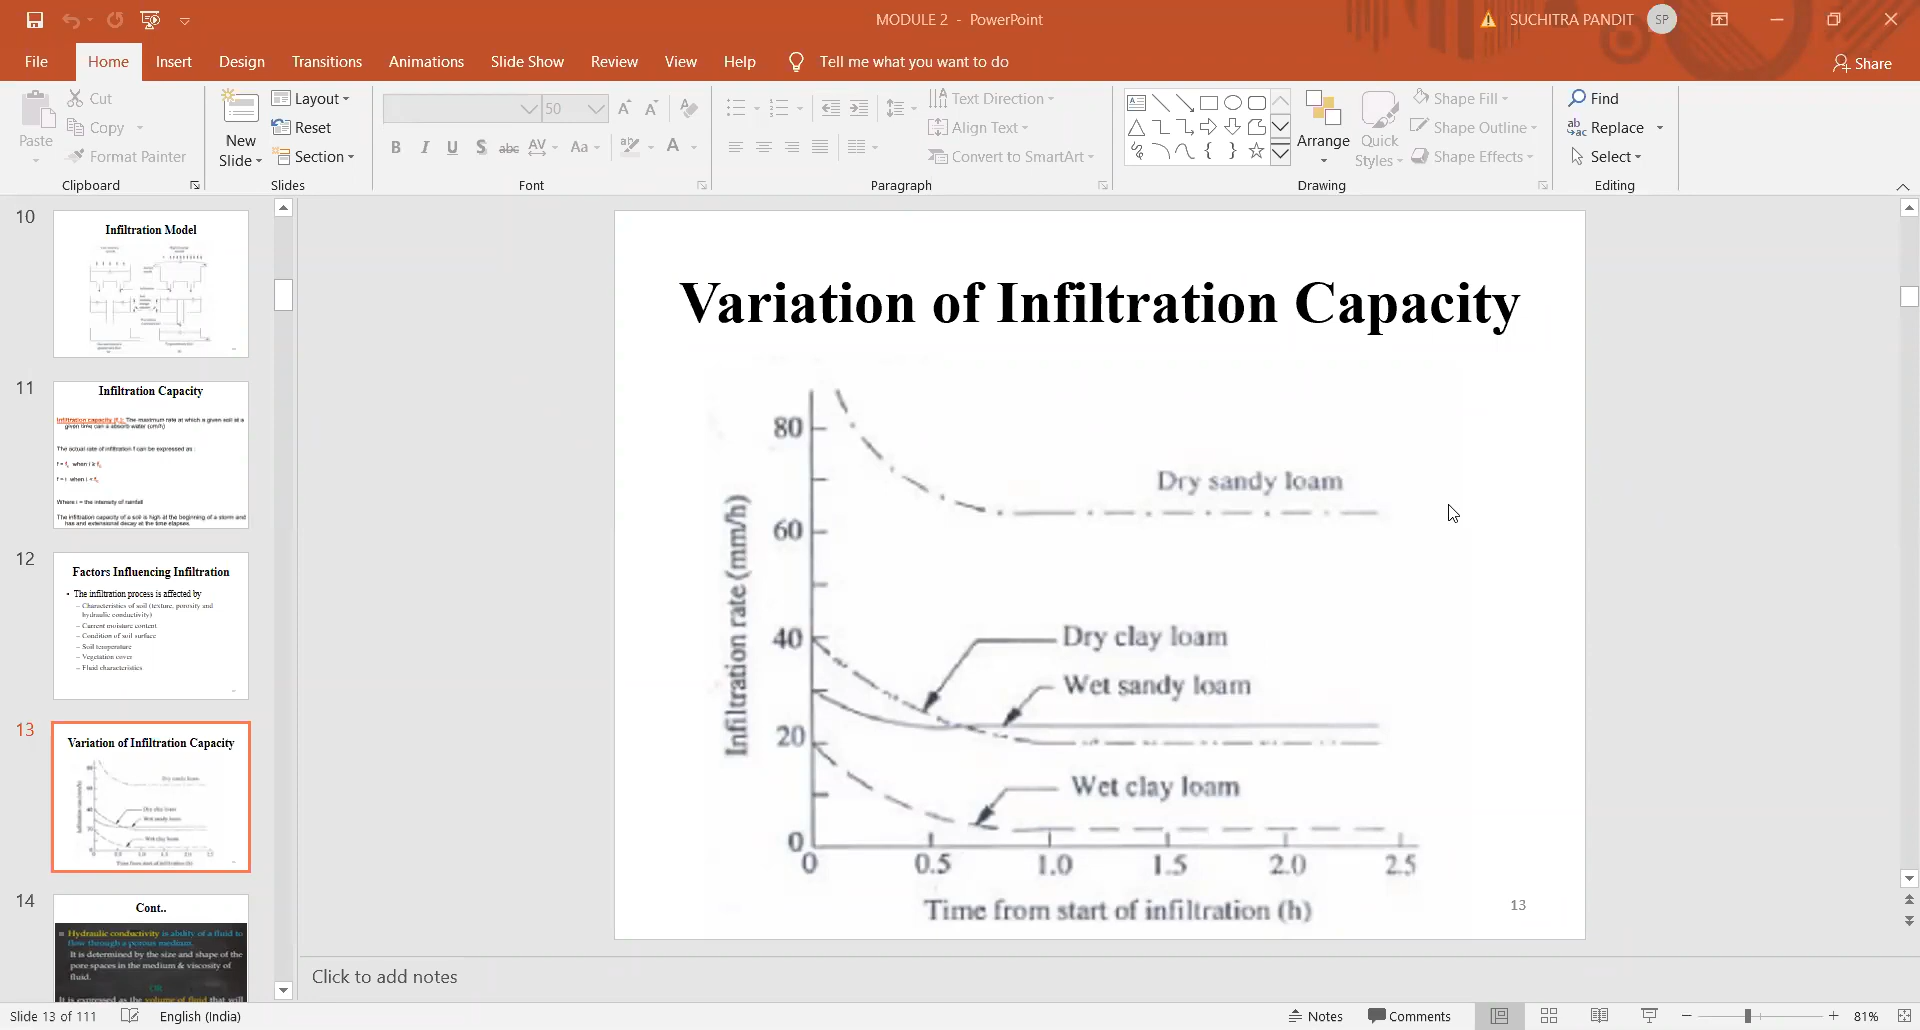 MODULE 2 - PowerPoint
SUCHITRA PANDIT
SP
File Home Insert Design Transitions Animations Slide Show Review View Help Tell me what you want to do
Share
Paste
Cut
Copy
Format Painter
Clipboard
New
Slide
Layout
Reset
Section
Slides
50
B I U S abc AV Aa A
Font
Text Direction
Align Text
Convert to SmartArt
Paragraph
Arrange
Quick
Styles
Shape Fill
Shape Outline
Shape Effects
Drawing
Find
Replace
Select
Editing
10
Infiltration Model
11
Infiltration Capacity
Infiltration capacity (fc): The maximum rate at which a given soil at a
given time can a absorb water (cm/h)
The actual rate of infiltration f can be expressed as :
f = fc when i ≥ fc
f = i when i < fc
Where i = the intensity of rainfall
The infiltration capacity of a soil is high at the beginning of a storm and
has and extensional decay at the time elapses.
12
Factors Influencing Infiltration
• The infiltration process is affected by
– Characteristics of soil (texture, porosity and
hydraulic conductivity)
– Current moisture content
– Condition of soil surface
– Soil temperature
– Vegetation cover
– Fluid characteristics
13
Variation of Infiltration Capacity
14
Cont..
Hydraulic conductivity is ability of a fluid to
flow through a porous medium.
It is determined by the size and shape of the
pore spaces in the medium & viscosity of
fluid.
OR
It is expressed as the volume of fluid that will
Variation of Infiltration Capacity
Infiltration rate (mm/h)
80
60
40
20
0
Dry sandy loam
Dry clay loam
Wet sandy loam
Wet clay loam
0 0.5 1.0 1.5 2.0 2.5
Time from start of infiltration (h)
13
Click to add notes
Slide 13 of 111
English (India)
Notes
Comments
81%